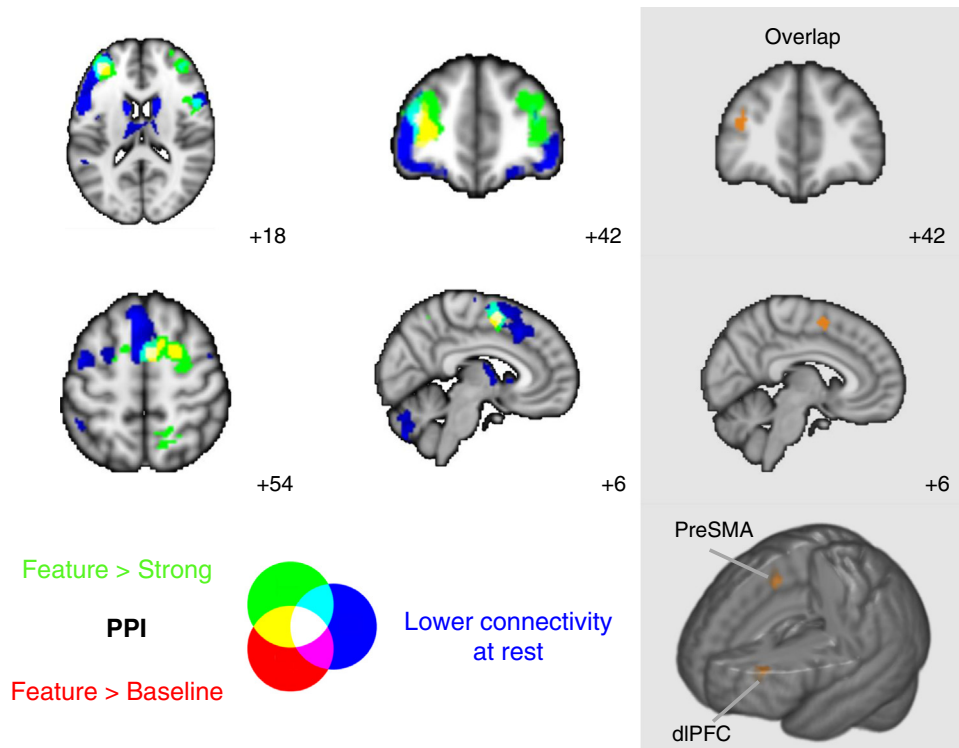 Overlap
+18
+42
+42
+54
+6
+6
Feature > Strong
PPI
Feature > Baseline
Lower connectivity
at rest
PreSMA
dlPFC